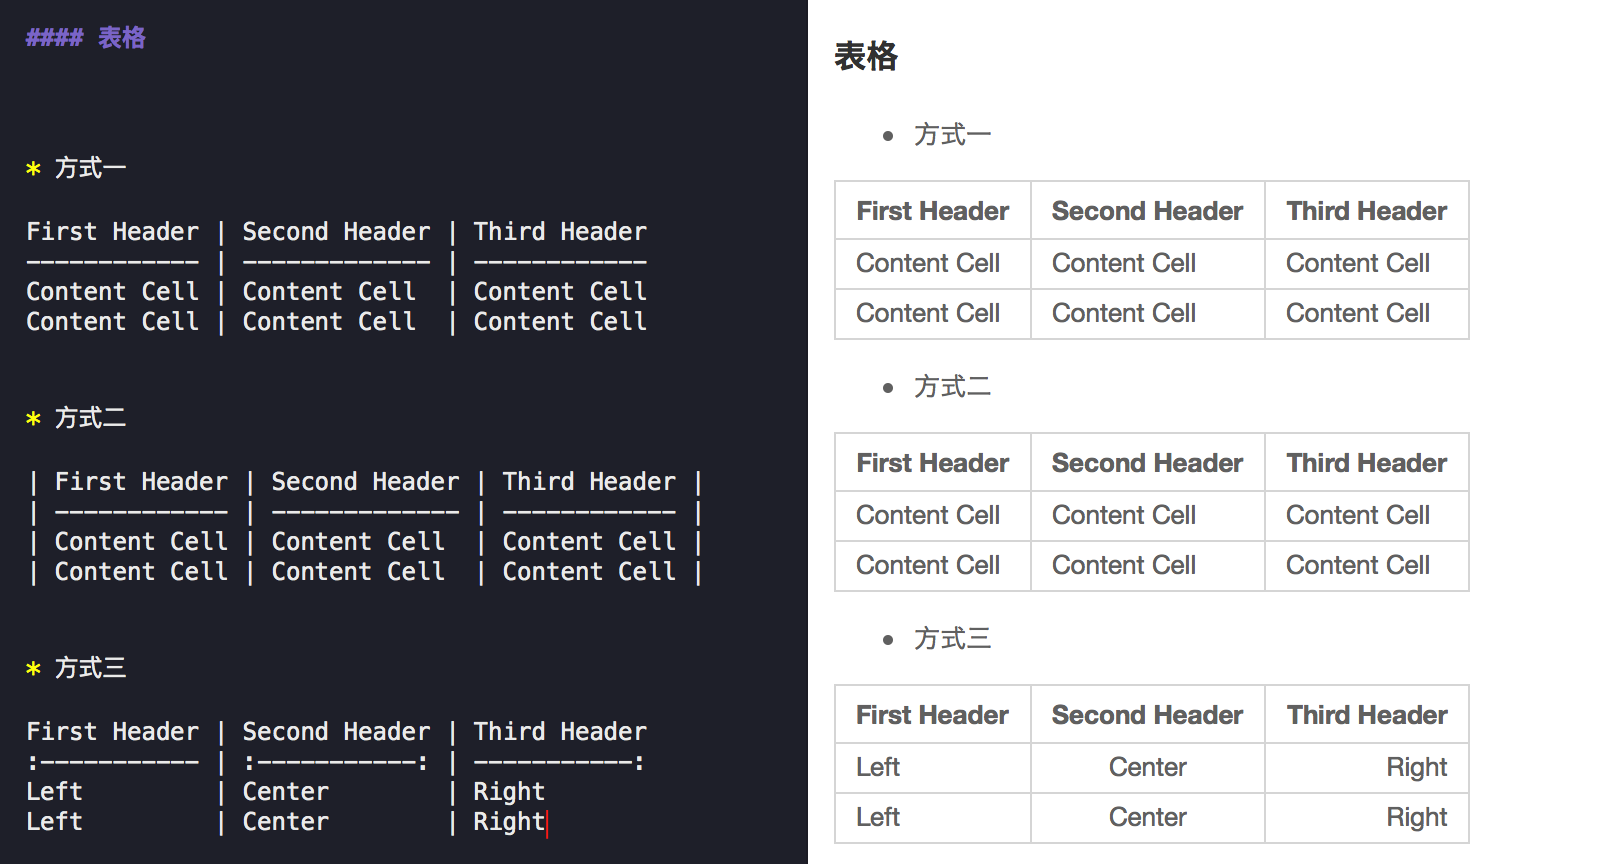 #### 表格
* 方式一
First Header | Second Header | Third Header
------------ | ------------- | ------------
Content Cell | Content Cell  | Content Cell
Content Cell | Content Cell  | Content Cell
* 方式二
| First Header | Second Header | Third Header |
| ------------ | ------------- | ------------ |
| Content Cell | Content Cell  | Content Cell |
| Content Cell | Content Cell  | Content Cell |
* 方式三
First Header | Second Header | Third Header
:----------- | :-----------: | -----------:
Left         | Center        | Right
Left         | Center        | Right
表格
• 方式一
First Header Second Header Third Header
Content Cell Content Cell Content Cell
Content Cell Content Cell Content Cell
• 方式二
First Header Second Header Third Header
Content Cell Content Cell Content Cell
Content Cell Content Cell Content Cell
• 方式三
First Header Second Header Third Header
Left Center Right
Left Center Right